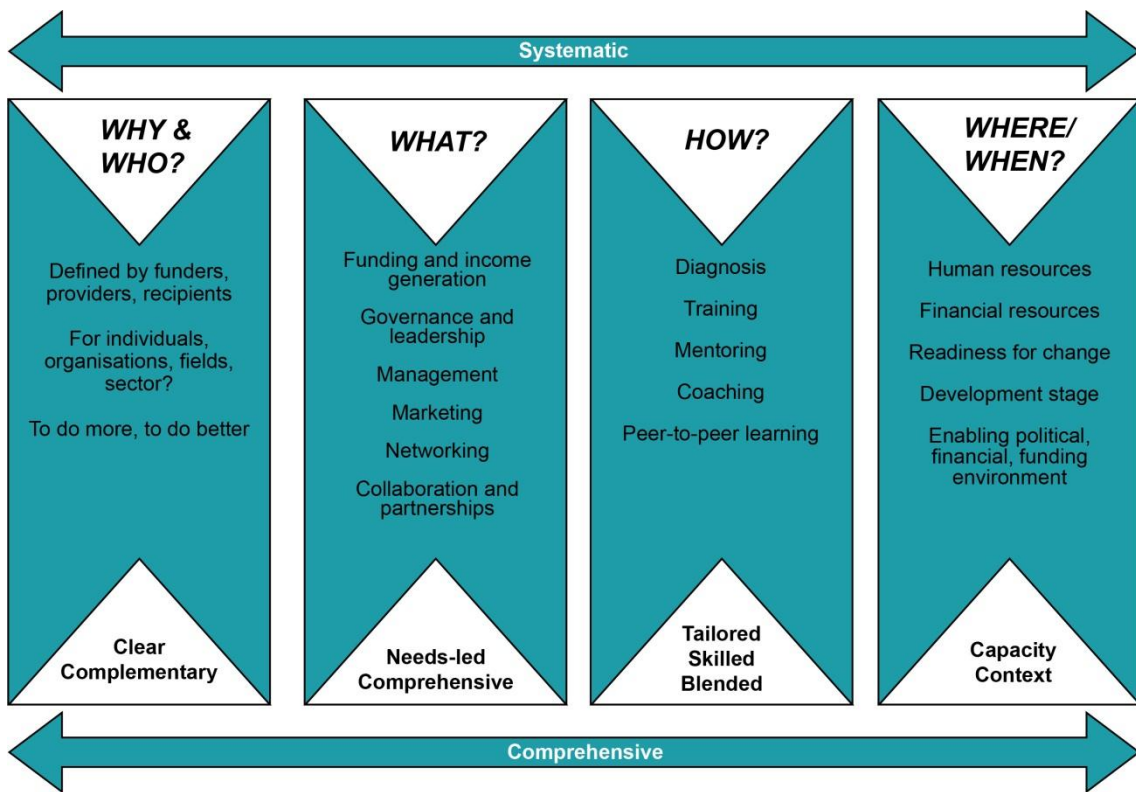 Systematic
WHY &
WHO?
Defined by funders,
providers, recipients
For individuals,
organisations, fields,
sector?
To do more, to do better
Clear
Complementary
WHAT?
Funding and income
generation
Governance and
leadership
Management
Marketing
Networking
Collaboration and
partnerships
Needs-led
Comprehensive
HOW?
Diagnosis
Training
Mentoring
Coaching
Peer-to-peer learning
Tailored
Skilled
Blended
WHERE/
WHEN?
Human resources
Financial resources
Readiness for change
Development stage
Enabling political,
financial, funding
environment
Capacity
Context
Comprehensive